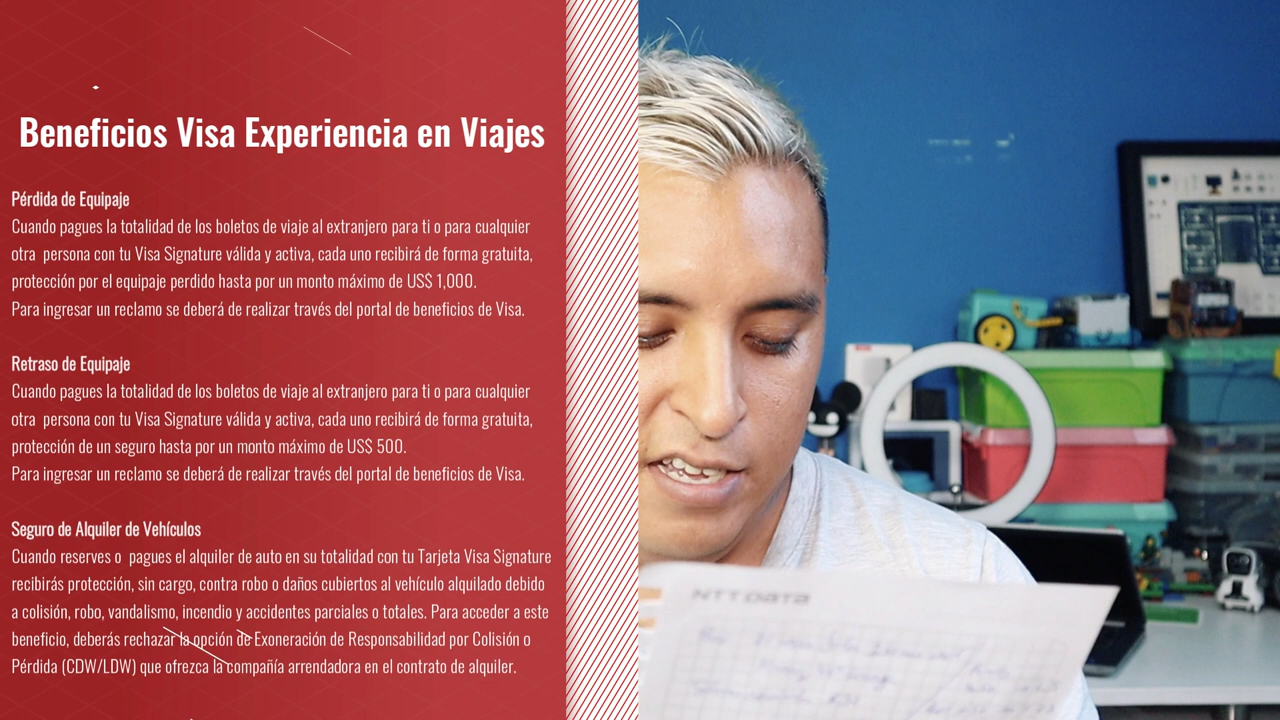 Beneficios Visa Experiencia en Viajes
Pérdida de Equipaje
Cuando pagues la totalidad de los boletos de viaje al extranjero para ti o para cualquier
otra persona con tu Visa Signature válida y activa, cada uno recibirá de forma gratuita,
protección por el equipaje perdido hasta por un monto máximo de US$ 1,000.
Para ingresar un reclamo se deberá de realizar través del portal de beneficios de Visa.
Retraso de Equipaje
Cuando pagues la totalidad de los boletos de viaje al extranjero para ti o para cualquier
otra persona con tu Visa Signature válida y activa, cada uno recibirá de forma gratuita,
protección de un seguro hasta por un monto máximo de US$ 500.
Para ingresar un reclamo se deberá de realizar través del portal de beneficios de Visa.
Seguro de Alquiler de Vehículos
Cuando reserves o pagues el alquiler de auto en su totalidad con tu Tarjeta Visa Signature
recibirás protección, sin cargo, contra robo o daños cubiertos al vehículo alquilado debido
a colisión, robo, vandalismo, incendio y accidentes parciales o totales. Para acceder a este
beneficio, deberás rechazar la opción de Exoneración de Responsabilidad por Colisión o
Pérdida (CDW/LDW) que ofrezca la compañía arrendadora en el contrato de alquiler.
NTT DATA